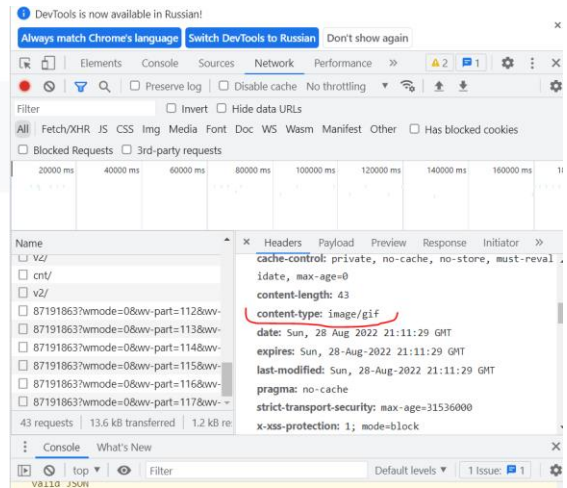 DevTools is now available in Russian!
Always match Chrome's language Switch DevTools to Russian Don't show again
Elements Console Sources Network Performance » 2 1
Preserve log Disable cache No throttling
Filter Invert Hide data URLs
All Fetch/XHR JS CSS Img Media Font Doc WS Wasm Manifest Other Has blocked cookies
Blocked Requests 3rd-party requests
20000 ms 40000 ms 60000 ms 80000 ms 100000 ms 120000 ms 140000 ms 160000 ms
Name
v2/
cnt/
v2/
87191863?wmode=0&wv-part=112&wv-
87191863?wmode=0&wv-part=113&wv-
87191863?wmode=0&wv-part=114&wv-
87191863?wmode=0&wv-part=115&wv-
87191863?wmode=0&wv-part=116&wv-
87191863?wmode=0&wv-part=117&wv-
43 requests 13.6 kB transferred 1.2 kB re
× Headers Payload Preview Response Initiator »
cache-control: private, no-cache, no-store, must-reval
idate, max-age=0
content-length: 43
content-type: image/gif
date: Sun, 28 Aug 2022 21:11:29 GMT
expires: Sun, 28-Aug-2022 21:11:29 GMT
last-modified: Sun, 28-Aug-2022 21:11:29 GMT
pragma: no-cache
strict-transport-security: max-age=31536000
x-xss-protection: 1; mode=block
Console What's New
top Filter Default levels 1 Issue: 1
valid JSON